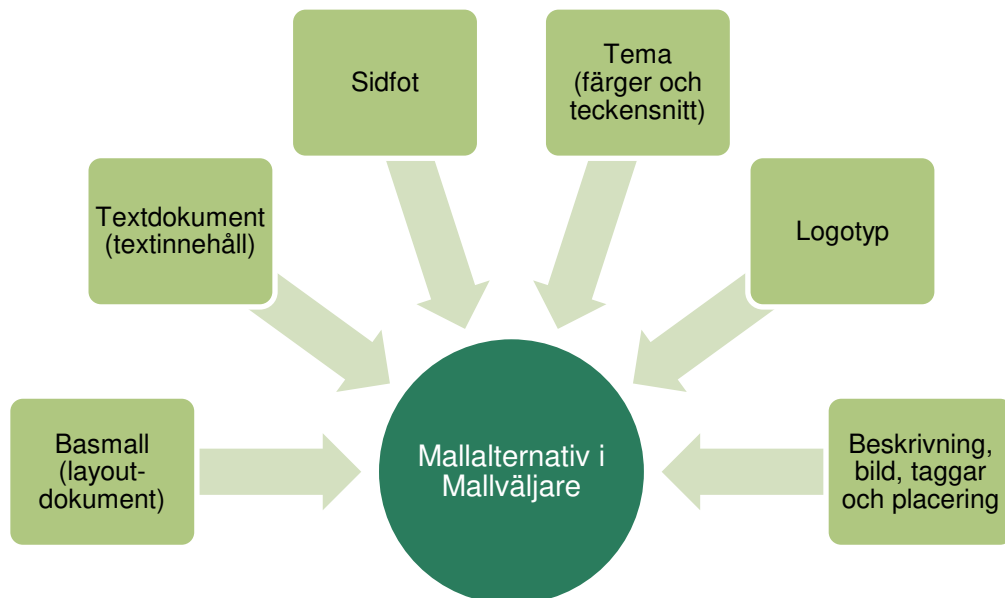 Sidfot
Tema
(färger och
teckensnitt)
Textdokument
(textinnehåll)
Logotyp
Basmall
(layout-
dokument)
Mallalternativ i
Mallväljare
Beskrivning,
bild, taggar
och placering